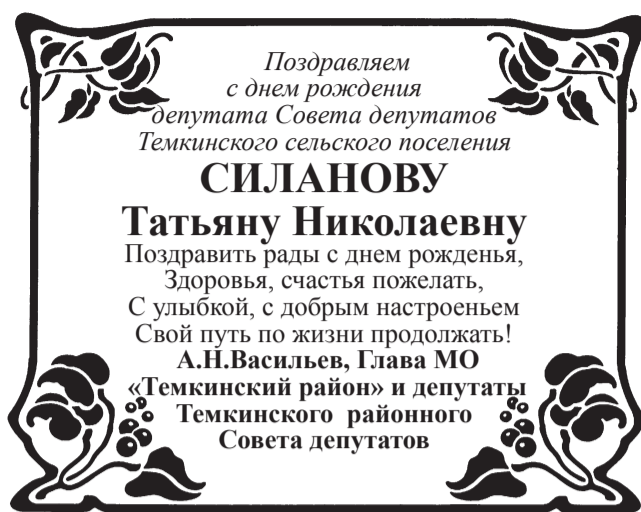 Поздравляем
с днем рождения
депутата Совета депутатов
Темкинского сельского поселения
СИЛАНОВУ
Татьяну Николаевну
Поздравить рады с днем рожденья,
Здоровья, счастья пожелать,
С улыбкой, с добрым настроеньем
Свой путь по жизни продолжать!
А.Н.Васильев, Глава МО
«Темкинский район» и депутаты
Темкинского районного
Совета депутатов